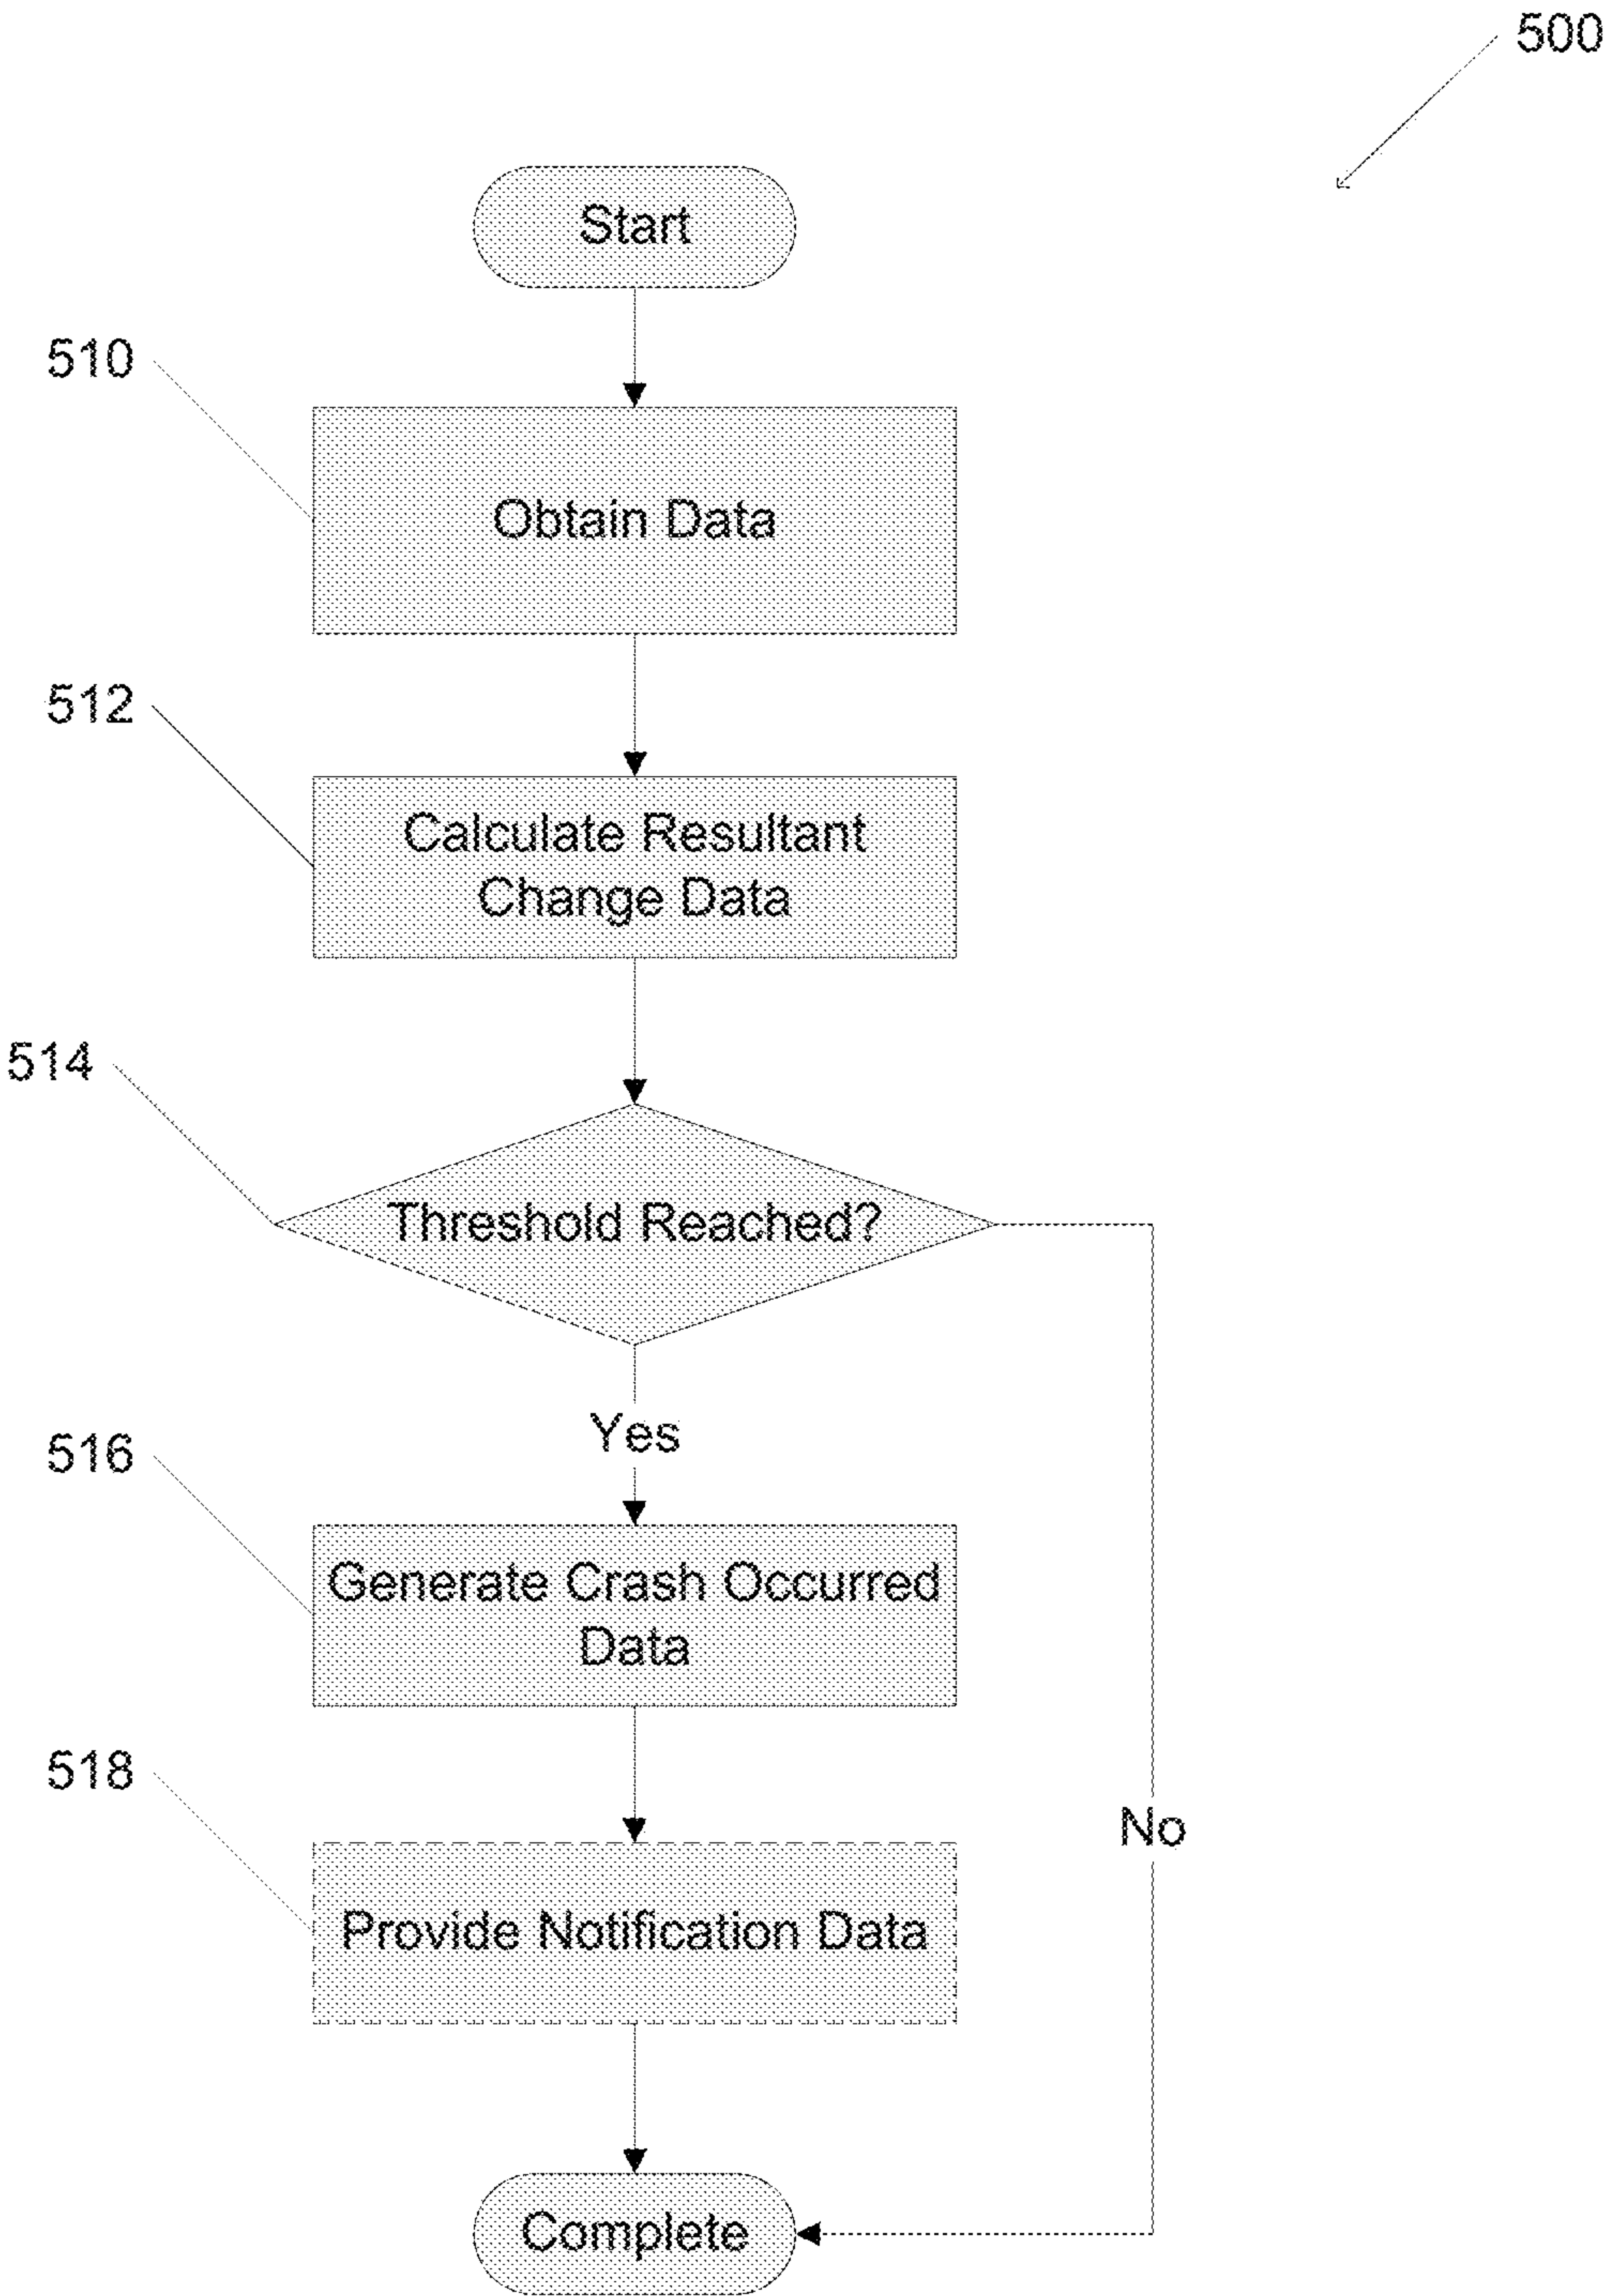 500
Start
510
Obtain Data
512
Calculate Resultant
Change Data
514
Threshold Reached?
Yes
516
Generate Crash Occurred
Data
518
No
Provide Notification Data
Complete